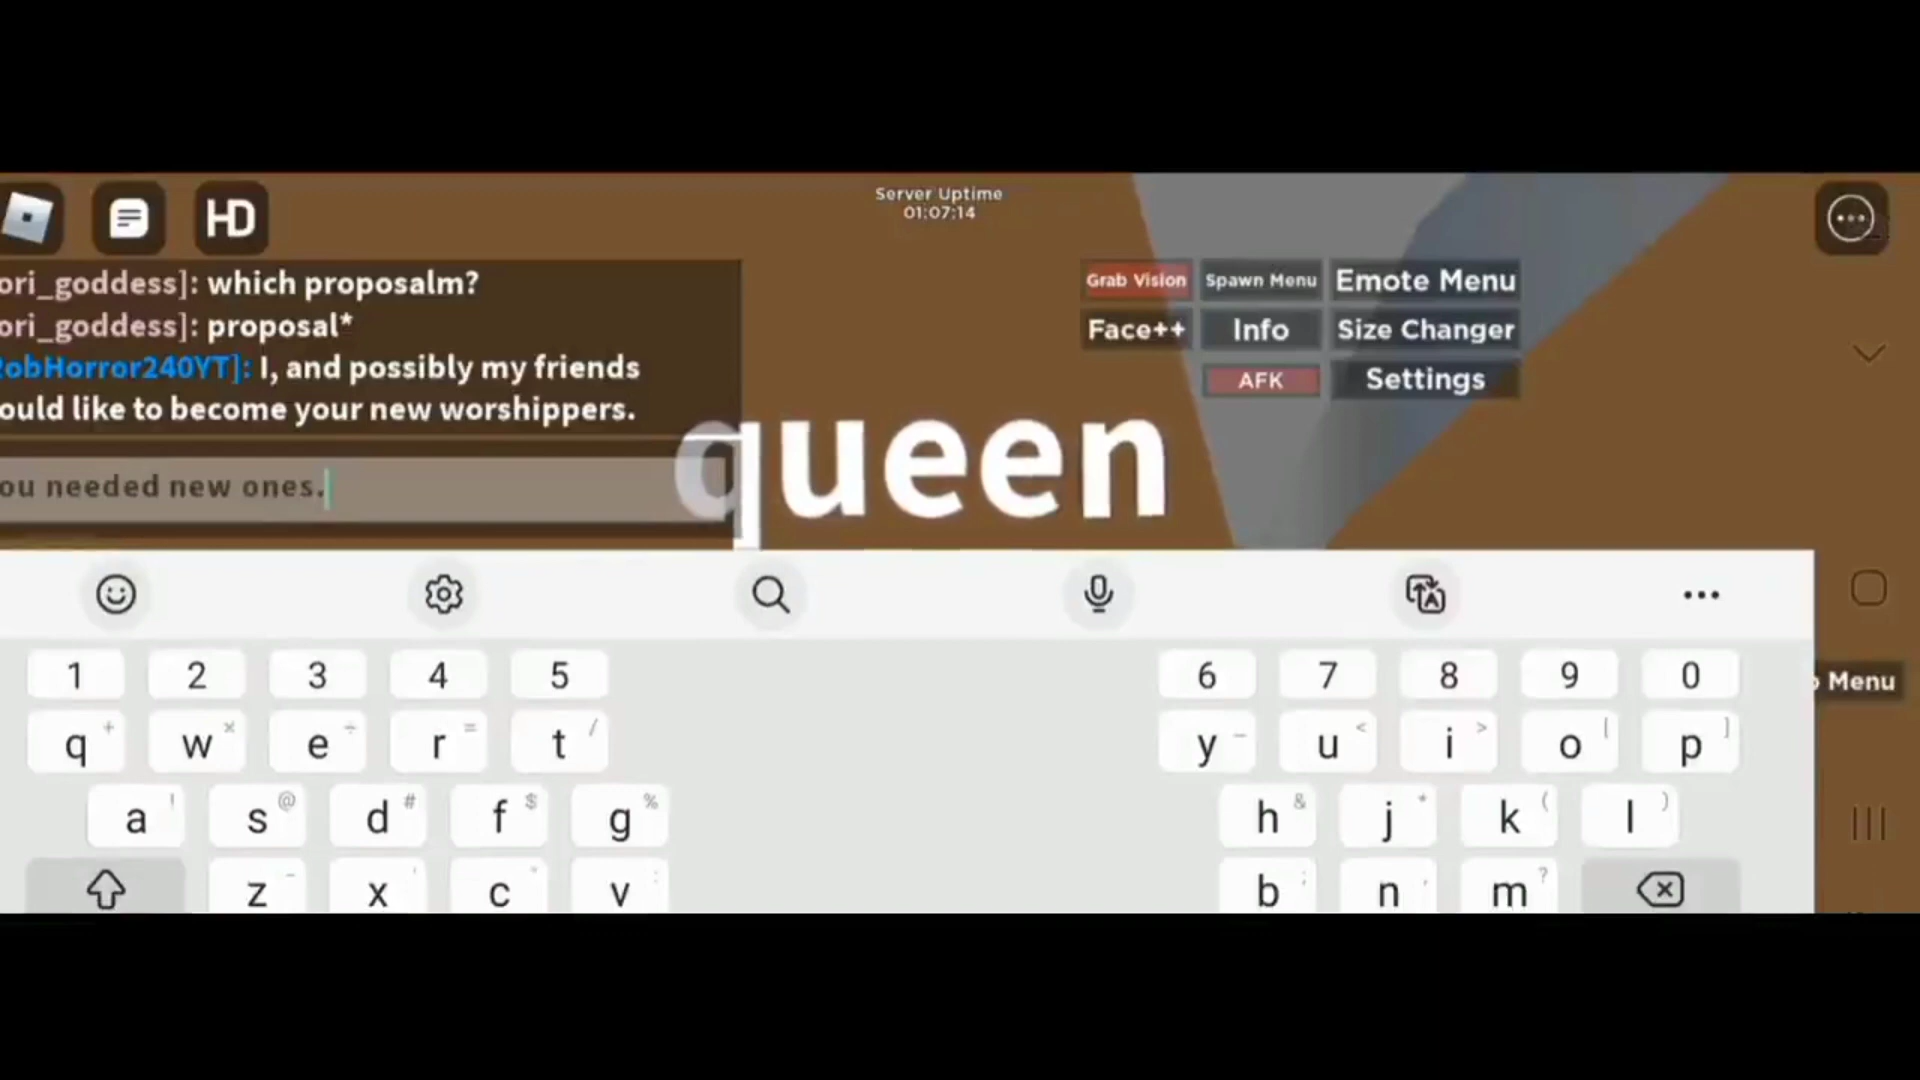 HD
Server Uptime
01:07:14
ori_goddess]: which proposalm?
ori_goddess]: proposal*
RobHorror240YT]: I, and possibly my friends
ould like to become your new worshippers.
ou needed new ones.
Grab Vision Spawn Menu Emote Menu
Face++ Info Size Changer
AFK Settings
queen
Menu
1 2 3 4 5 6 7 8 9 0
q + w × e ÷ r = t / y _ u < i > o [ p ]
a ! s @ d # f $ g % h & j * k ( l )
z - x ' c " v : b ; n , m ?